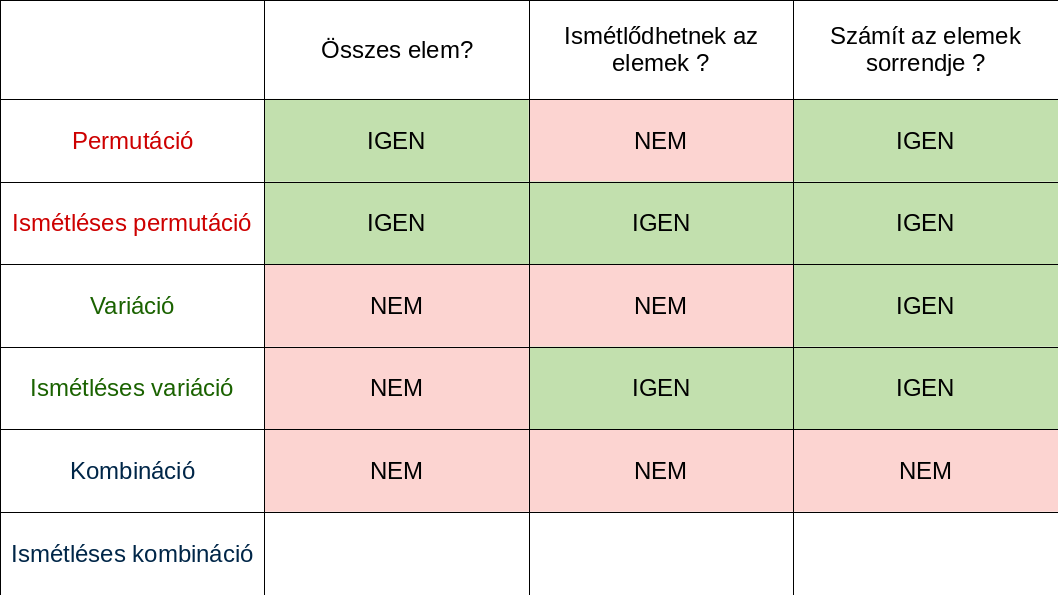 Összes elem?
Ismétlődhetnek az
elemek ?
Számít az elemek
sorrendje ?
Permutáció IGEN NEM IGEN
Ismétléses permutáció IGEN IGEN IGEN
Variáció NEM NEM IGEN
Ismétléses variáció NEM IGEN IGEN
Kombináció NEM NEM NEM
Ismétléses kombináció